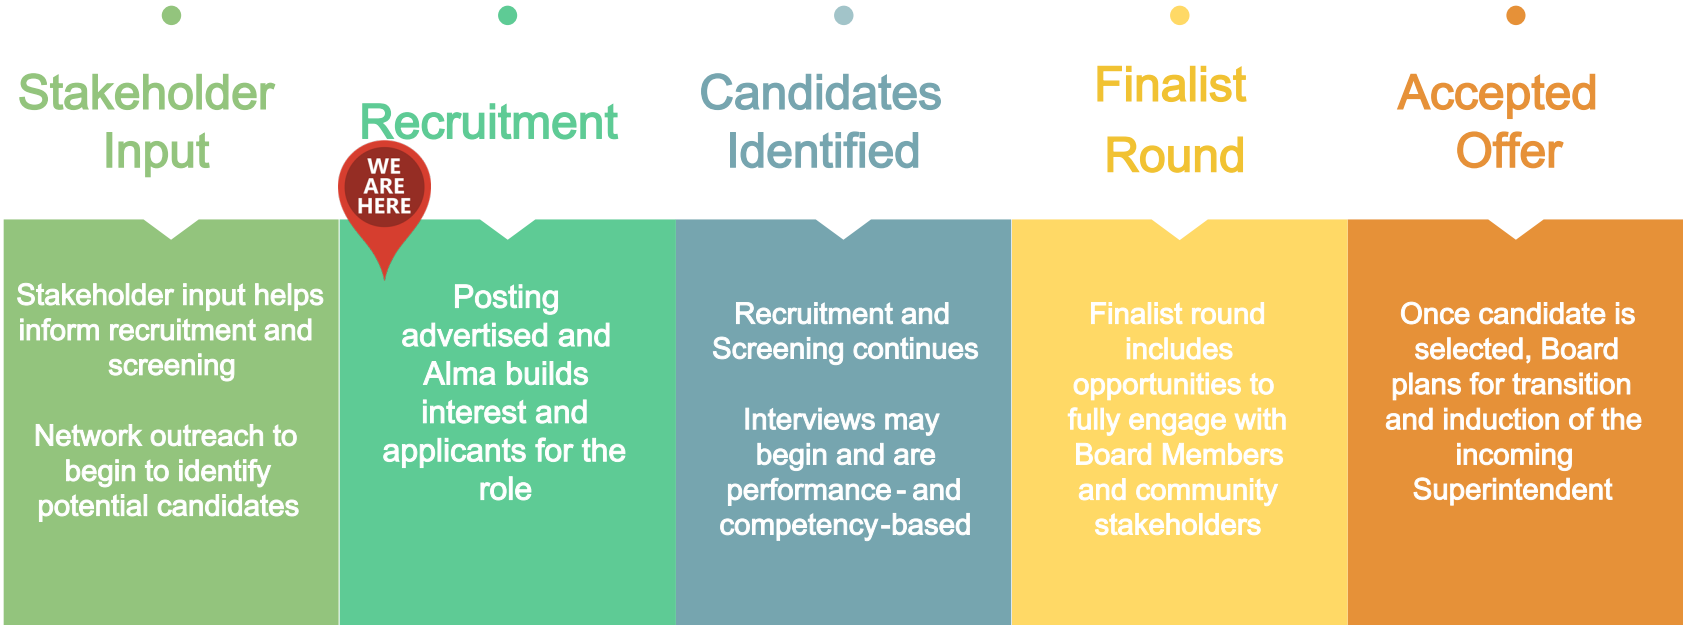 Stakeholder
Input
Recruitment
WE
ARE
HERE
Candidates
Identified
Finalist
Round
Accepted
Offer
Stakeholder input helps
inform recruitment and
screening
Network outreach to
begin to identify
potential candidates
Posting
advertised and
Alma builds
interest and
applicants for the
role
Recruitment and
Screening continues
Interviews may
begin and are
performance- and
competency-based
Finalist round
includes
opportunities to
fully engage with
Board Members
and community
stakeholders
Once candidate is
selected, Board
plans for transition
and induction of the
incoming
Superintendent